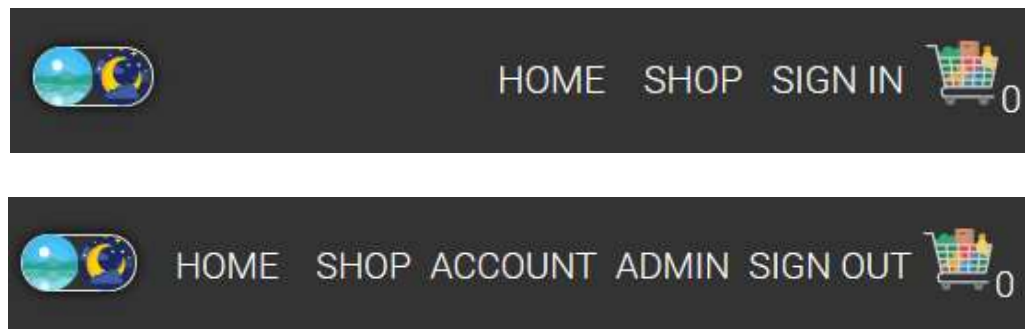 HOME SHOP SIGN IN 0
HOME SHOP ACCOUNT ADMIN SIGN OUT 0